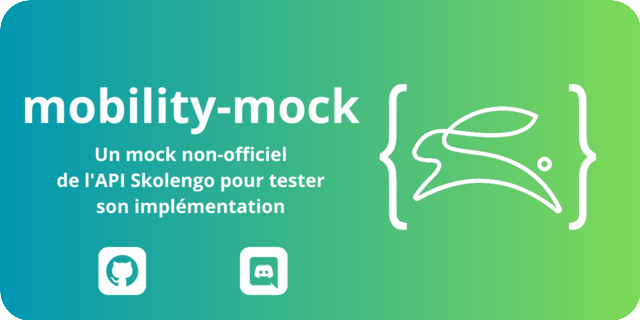 mobility-mock
Un mock non-officiel
de l'API Skolengo pour tester
son implémentation